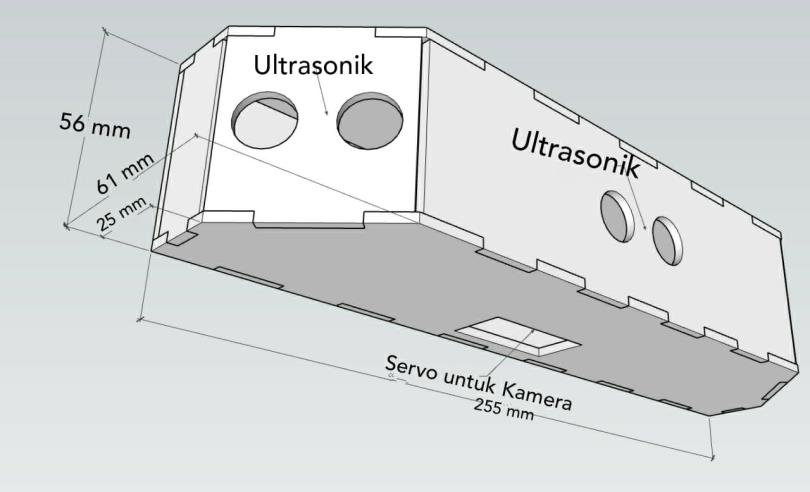 Ultrasonik
Ultrasonik
56 mm
61 mm
25 mm
Servo untuk Kamera
255 mm